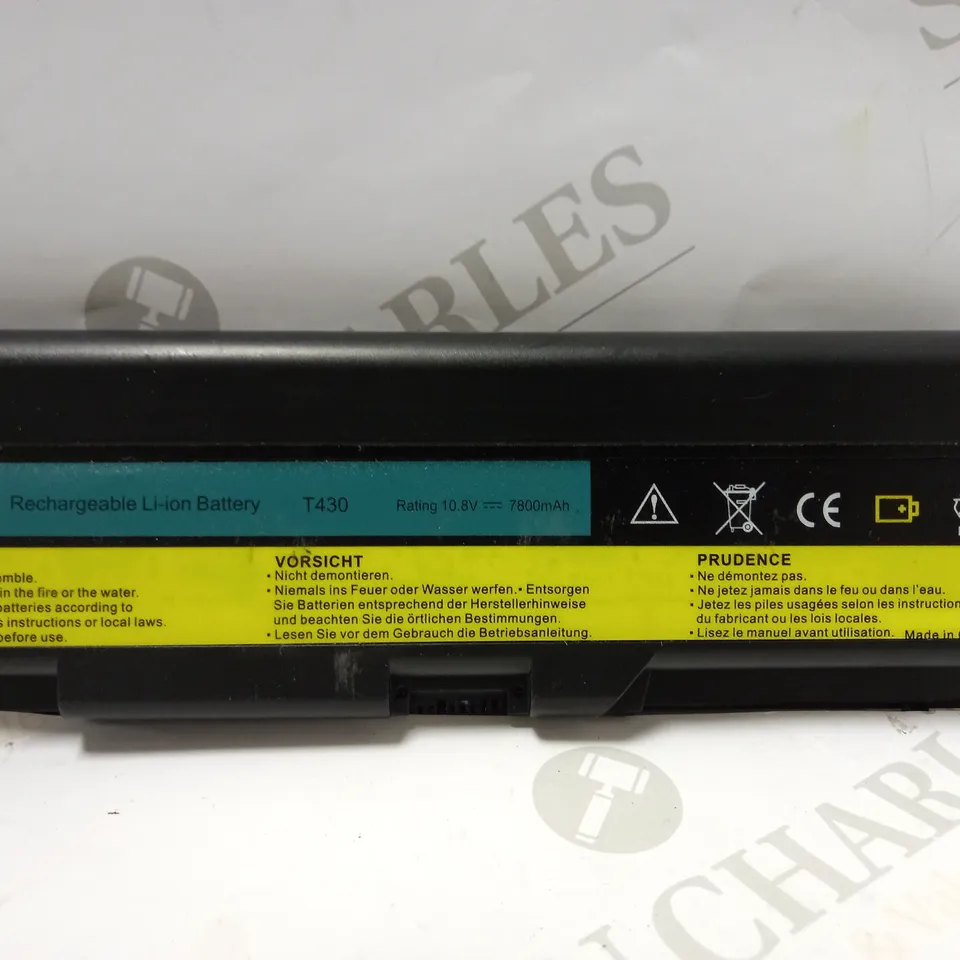 CHARLES
Rechargeable Li-ion Battery T430 Rating 10.8V 7800mAh
CE
VORSICHT
• Nicht demontieren.
• Niemals ins Feuer oder Wasser werfen. • Entsorgen
Sie Batterien entsprechend der Herstellerhinweise
und beachten Sie die örtlichen Bestimmungen.
• Lesen Sie vor dem Gebrauch die Betriebsanleitung.
PRUDENCE
• Ne démontez pas.
• Ne jetez jamais dans le feu ou dans l'eau.
• Jetez les piles usagées selon les instruction
du fabricant ou les lois locales.
• Lisez le manuel avant utilisation. Made in
in the fire or the water.
batteries according to
instructions or local laws.
before use.